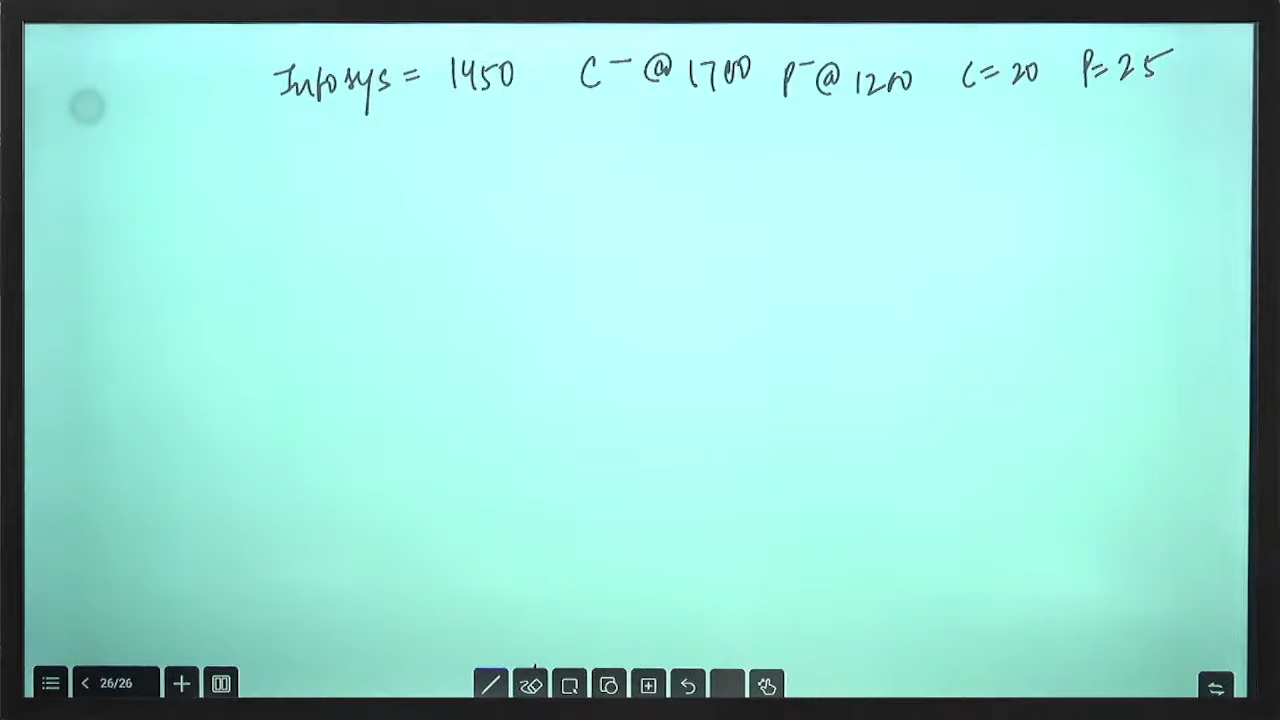 Infosys = 1450 C⁻ @ 1700 P⁻ @ 1200 C = 20 P = 25
26/26